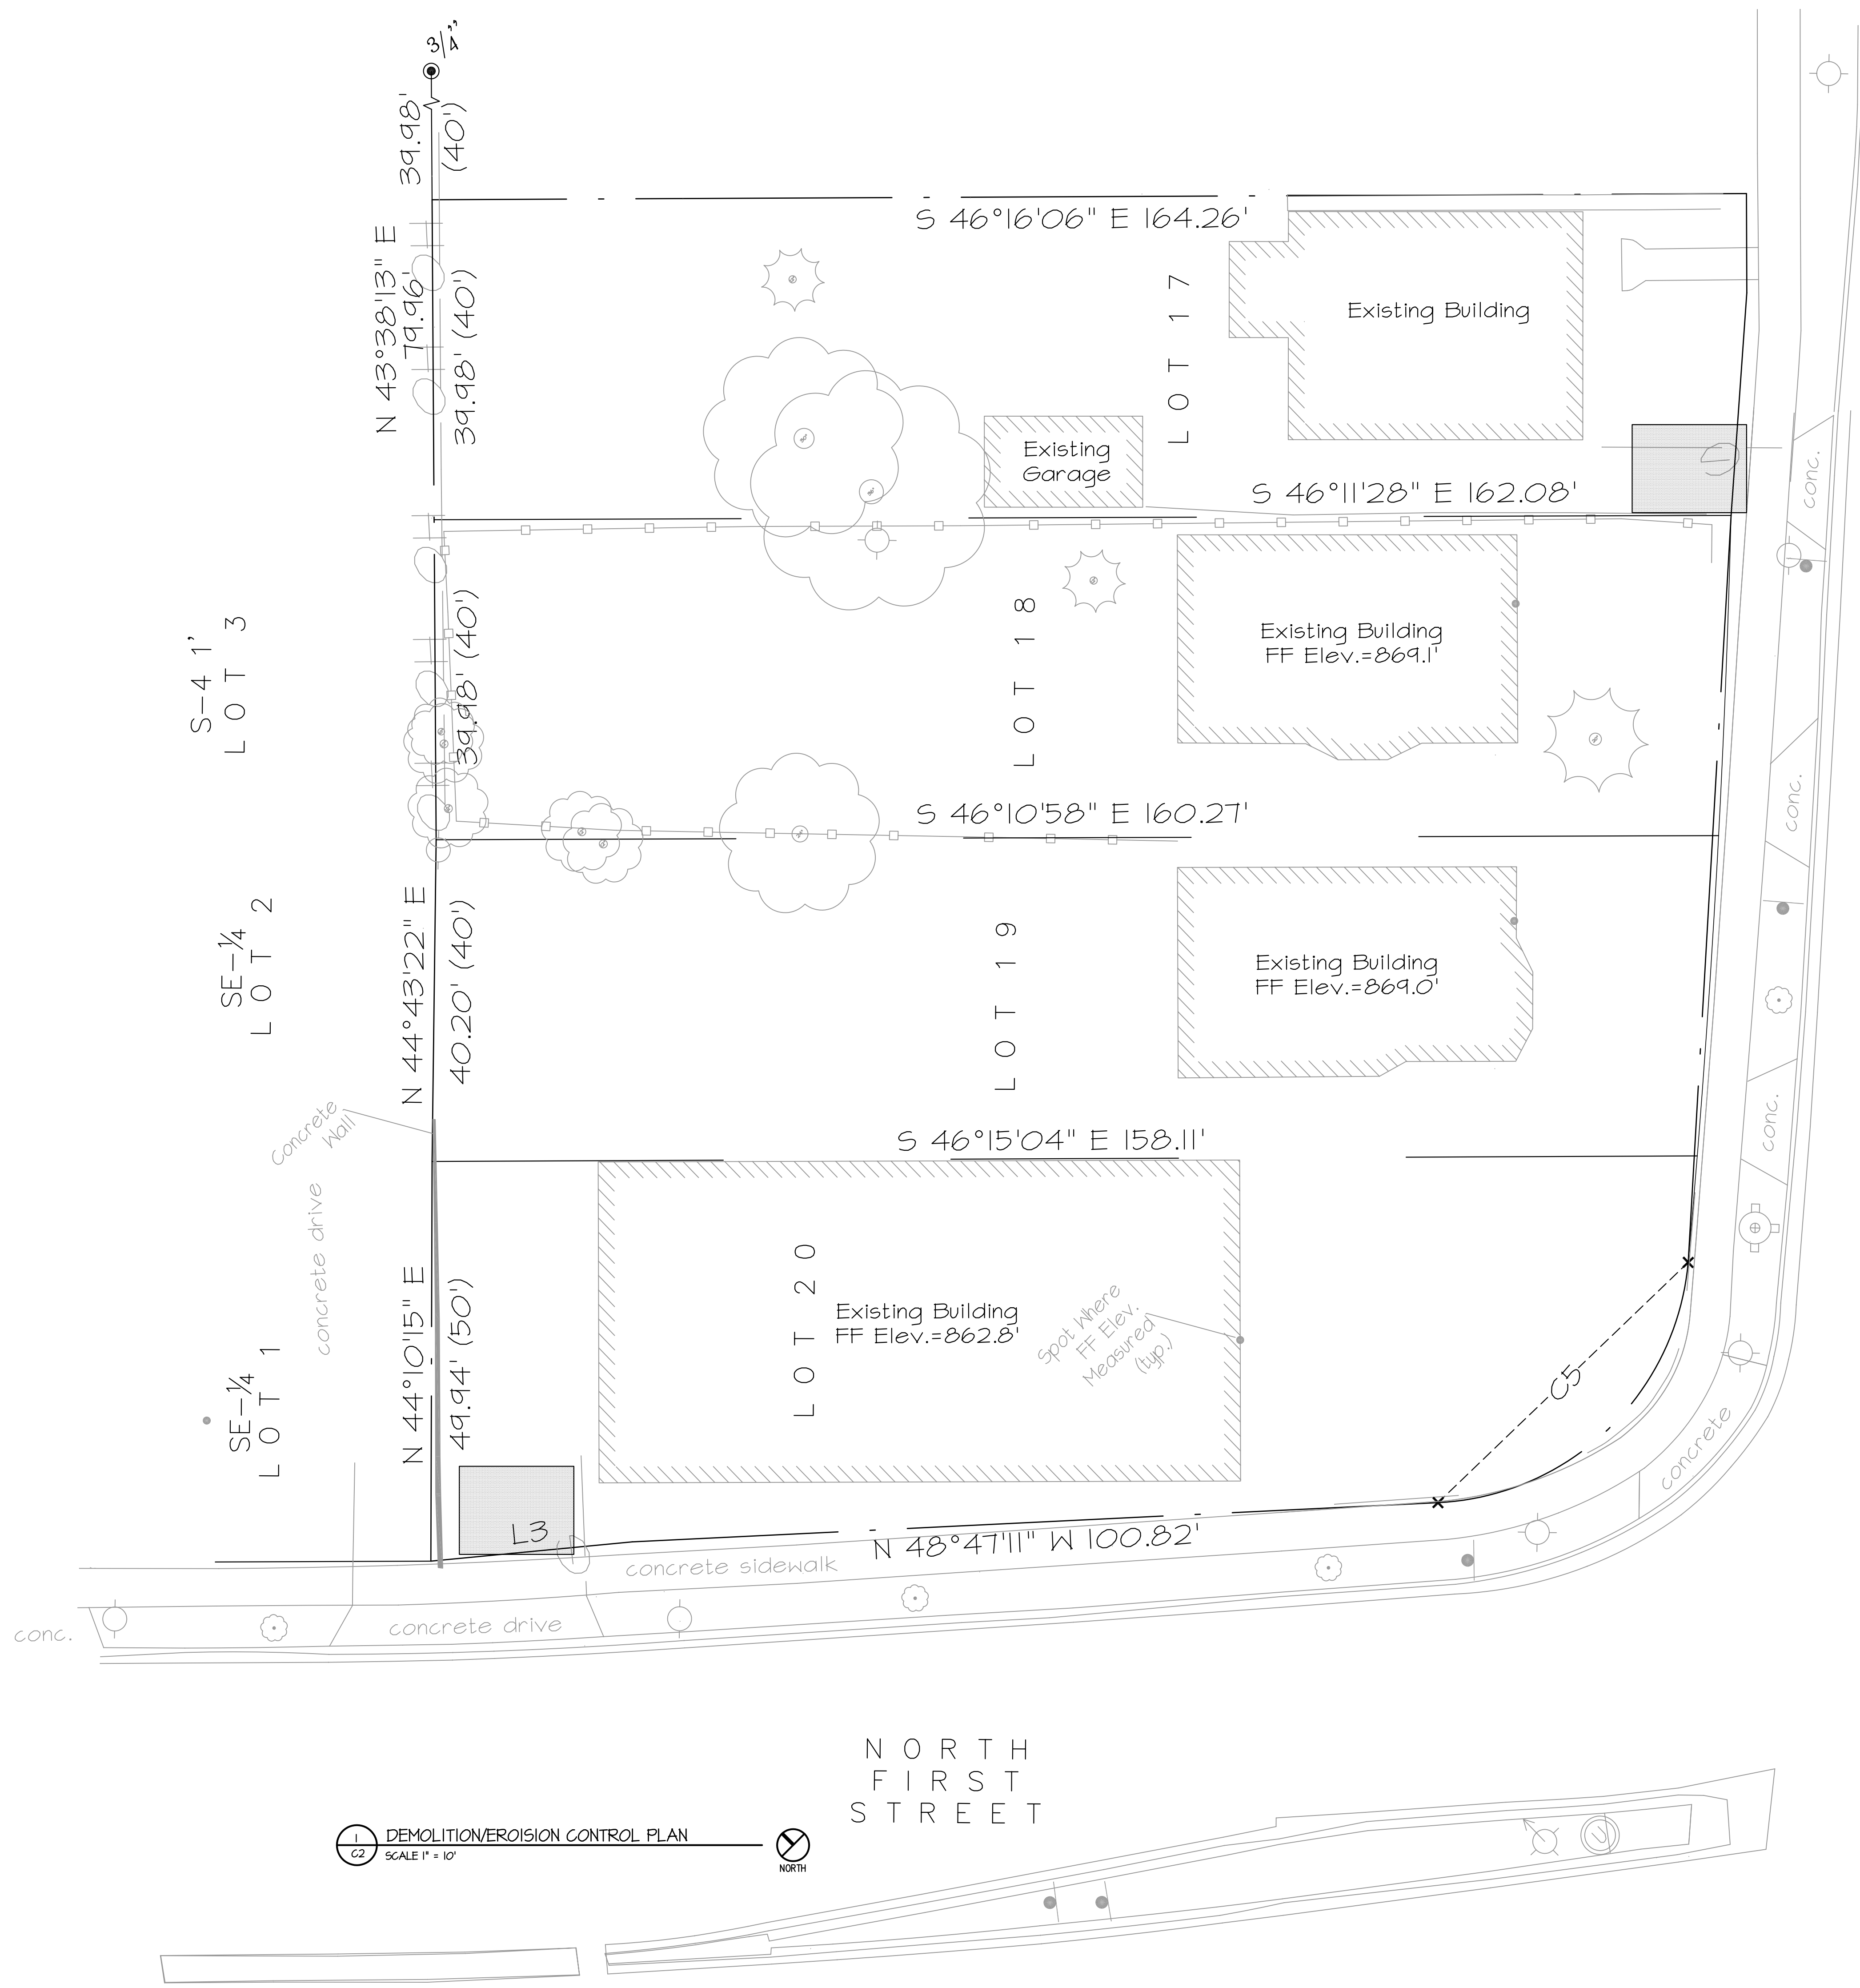 3/4"
39.98'
(40')
S 46°16'06" E 164.26'
N 43°38'13" E
79.96'
39.98' (40')
LOT 17
Existing Building
Existing
Garage
conc.
S 46°11'28" E 162.08'
S-4 1'
LOT 3
39.98' (40')
LOT 18
Existing Building
FF Elev.=869.1'
conc.
S 46°10'58" E 160.27'
SE-1/4
LOT 2
N 44°43'22" E
40.20' (40')
LOT 19
Existing Building
FF Elev.=869.0'
conc.
Concrete
Wall
S 46°15'04" E 158.11'
concrete drive
SE-1/4
LOT 1
N 44°10'15" E
49.94' (50')
LOT 20
Existing Building
FF Elev.=862.8'
Spot Where
FF Elev.
Measured
(typ.)
C5
concrete
L3
N 48°47'11" W 100.82'
concrete sidewalk
conc.
concrete drive
NORTH
FIRST
STREET
1
C2
DEMOLITION/EROISION CONTROL PLAN
SCALE 1" = 10'
NORTH
U